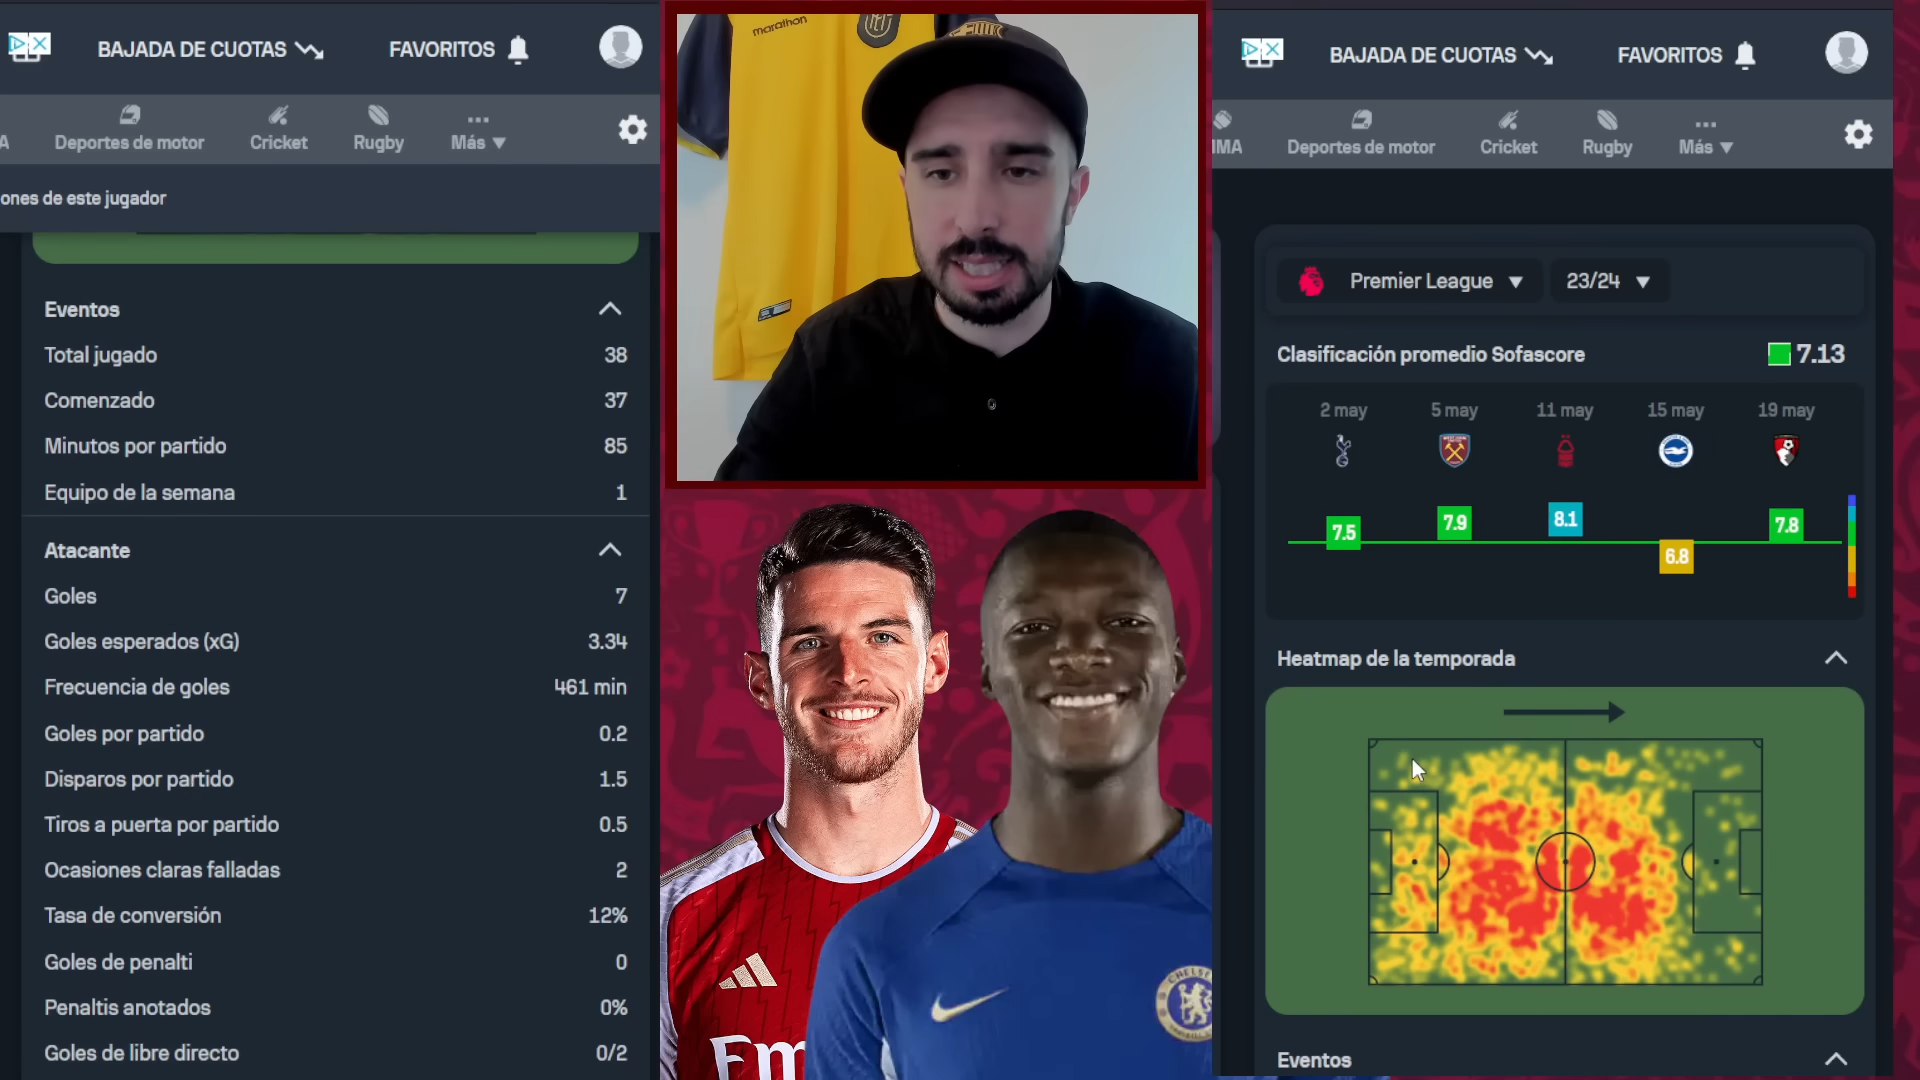 BAJADA DE CUOTAS
FAVORITOS
A
Deportes de motor
Cricket
Rugby
Más ▼
ones de este jugador
Eventos
Total jugado 38
Comenzado 37
Minutos por partido 85
Equipo de la semana 1
Atacante
Goles 7
Goles esperados (xG) 3.34
Frecuencia de goles 461 min
Goles por partido 0.2
Disparos por partido 1.5
Tiros a puerta por partido 0.5
Ocasiones claras falladas 2
Tasa de conversión 12%
Goles de penalti 0
Penaltis anotados 0%
Goles de libre directo 0/2
marathon
Em
CHELSE
BAJADA DE CUOTAS
FAVORITOS
MMA
Deportes de motor
Cricket
Rugby
Más ▼
Premier League ▼ 23/24 ▼
Clasificación promedio Sofascore 7.13
2 may 5 may 11 may 15 may 19 may
7.5 7.9 8.1 6.8 7.8
Heatmap de la temporada
Eventos